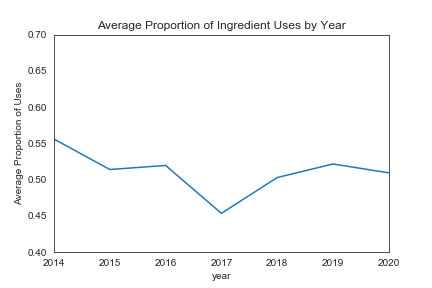 Average Proportion of Ingredient Uses by Year
0.70
0.65
0.60
0.55
0.50
0.45
0.40
Average Proportion of Uses
2014 2015 2016 2017 2018 2019 2020
year